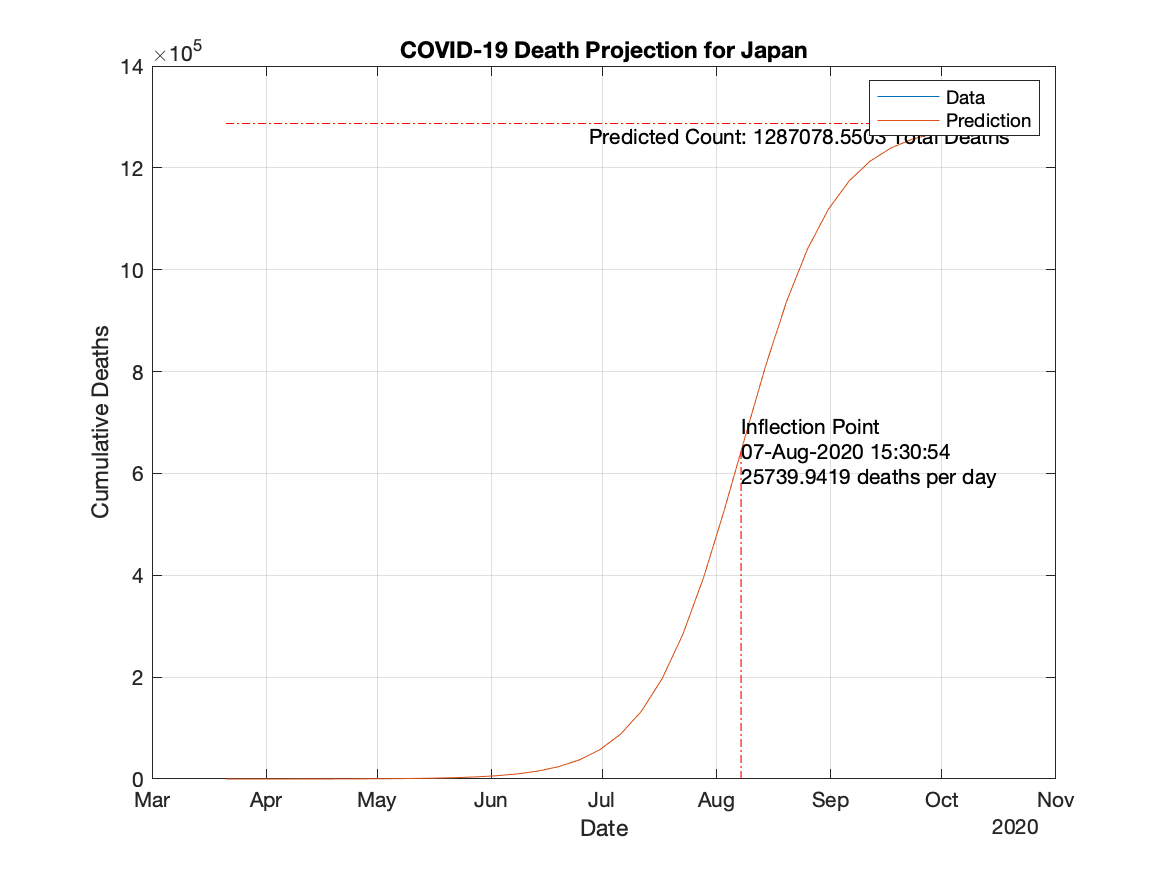 COVID-19 Death Projection for Japan
×10^5
14
12
10
8
6
4
2
0
Cumulative Deaths
Data
Prediction
Predicted Count: 1287078.5503 Total Deaths
Inflection Point
07-Aug-2020 15:30:54
25739.9419 deaths per day
Mar Apr May Jun Jul Aug Sep Oct Nov
Date
2020